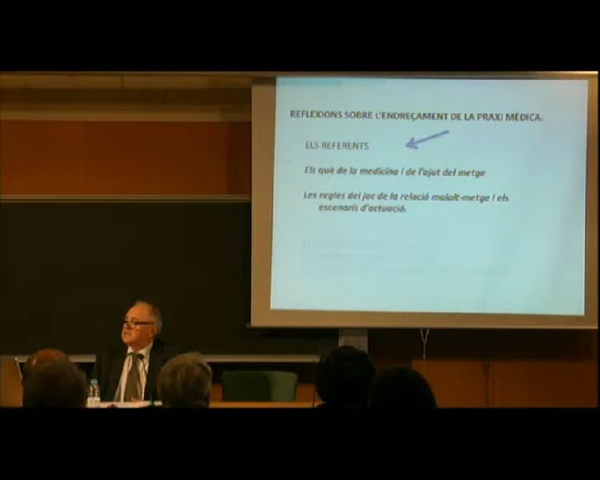 REFLEXIONS SOBRE L'ENDREÇAMENT DE LA PRAXI MÈDICA.
ELS REFERENTS
Els què de la medicina i de l'ajut del metge
Les regles del joc de la relació malalt-metge i els
escenaris d'actuació.